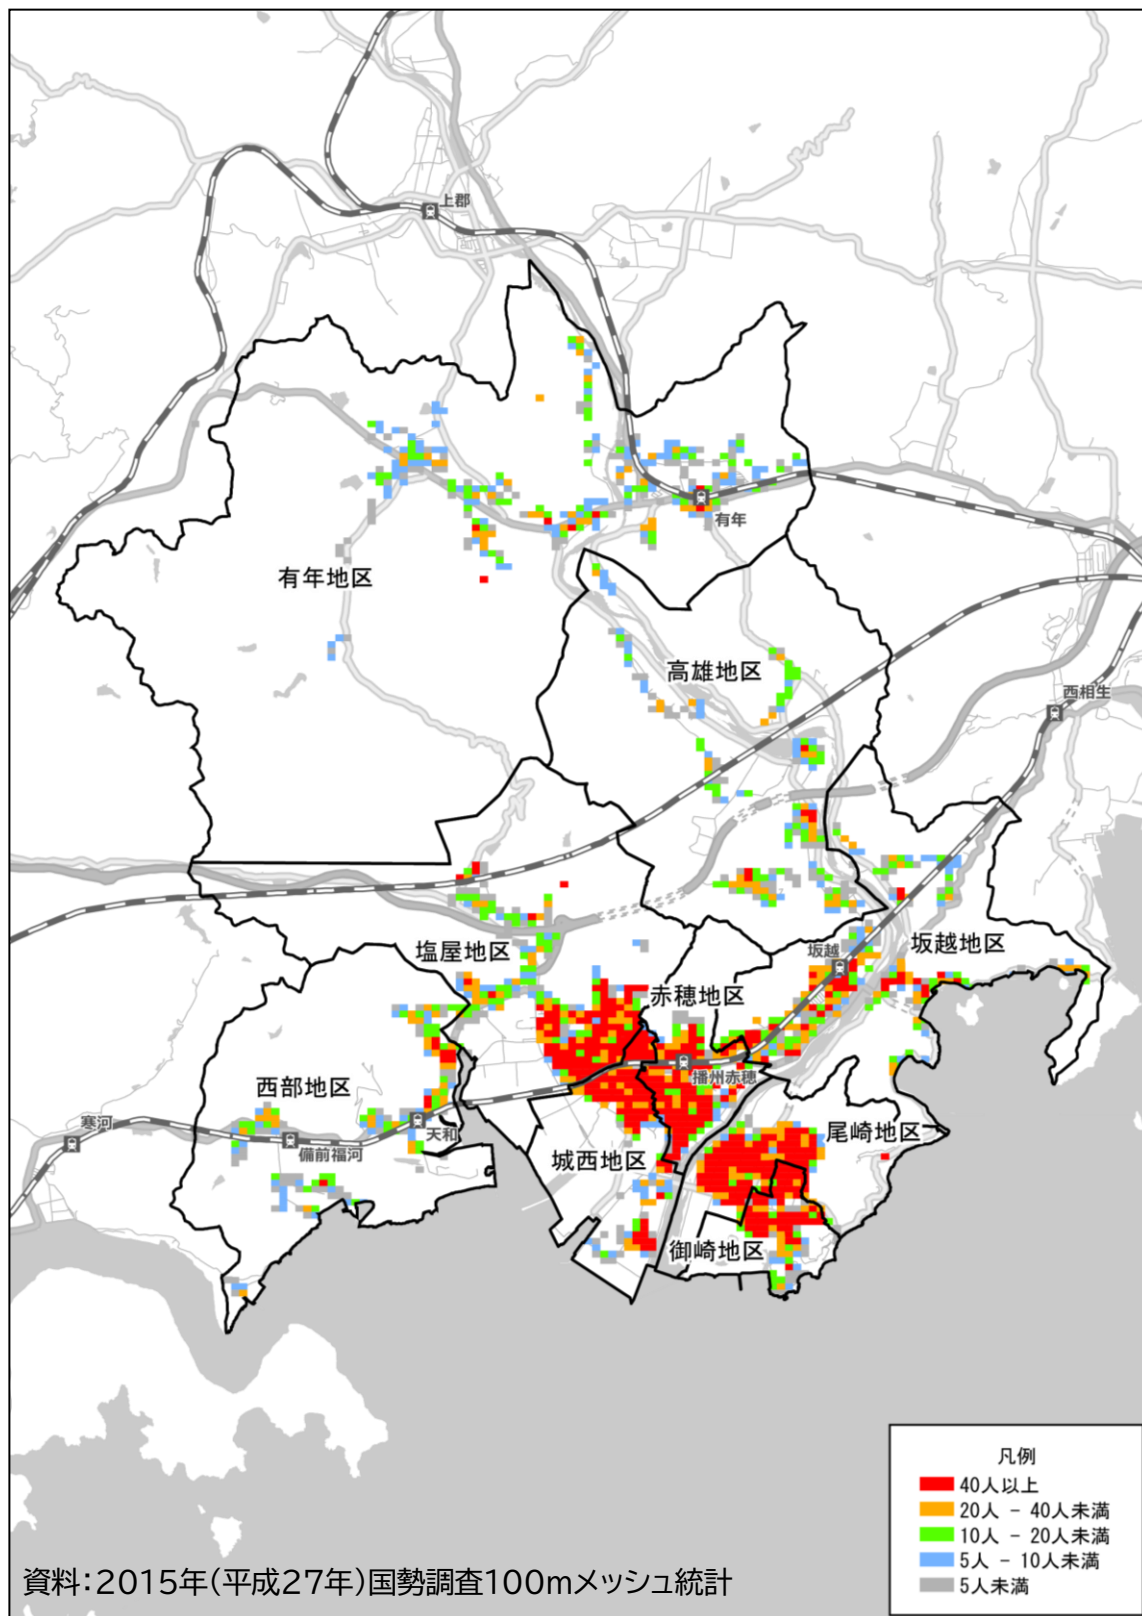 上郡
有年
有年地区
高雄地区
西相生
塩屋地区
坂越
坂越地区
赤穂地区
播州赤穂
西部地区
寒河
備前福河
天和
城西地区
尾崎地区
御崎地区
凡例
40人以上
20人 - 40人未満
10人 - 20人未満
5人 - 10人未満
5人未満
資料：2015年（平成27年）国勢調査100mメッシュ統計